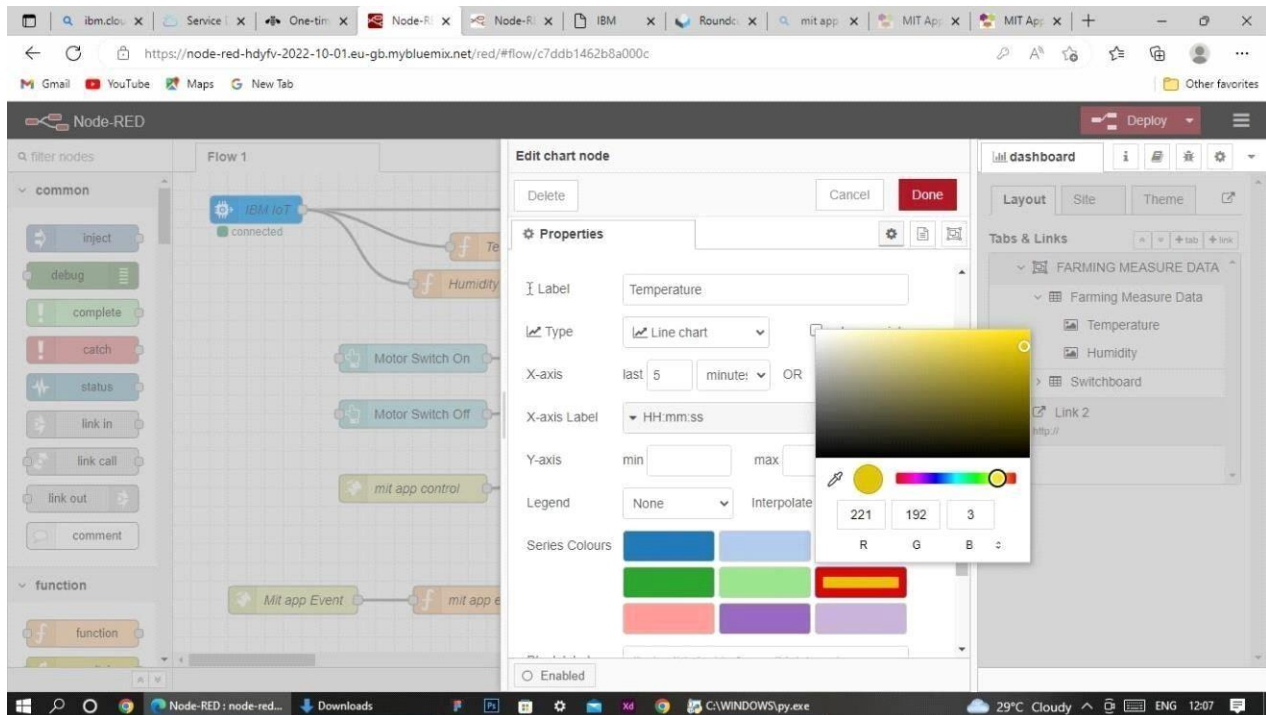 ibm.clou
Service
One-tim
Node-R
Node-R
IBM
Roundc
mit app
MIT App
MIT App
https://node-red-hdyfv-2022-10-01.eu-gb.mybluemix.net/red/#flow/c7ddb1462b8a000c
Gmail
YouTube
Maps
New Tab
Other favorites
Node-RED
Deploy
filter nodes
common
inject
debug
complete
catch
status
link in
link call
link out
comment
function
function
Flow 1
IBM IoT
connected
Te
Humidity
Motor Switch On
Motor Switch Off
mit app control
Mit app Event
mit app e
Edit chart node
Delete
Cancel
Done
Properties
Label
Temperature
Type
Line chart
X-axis
last 5 minutes OR
X-axis Label
HH:mm:ss
Y-axis
min
max
Legend
None
Interpolate
Series Colours
221 192 3
R G B
Enabled
dashboard
Layout
Site
Theme
Tabs & Links
+ tab
+ link
FARMING MEASURE DATA
Farming Measure Data
Temperature
Humidity
Switchboard
Link 2
http://
Node-RED : node-red...
Downloads
C:\WINDOWS\py.exe
29°C Cloudy
ENG
12:07